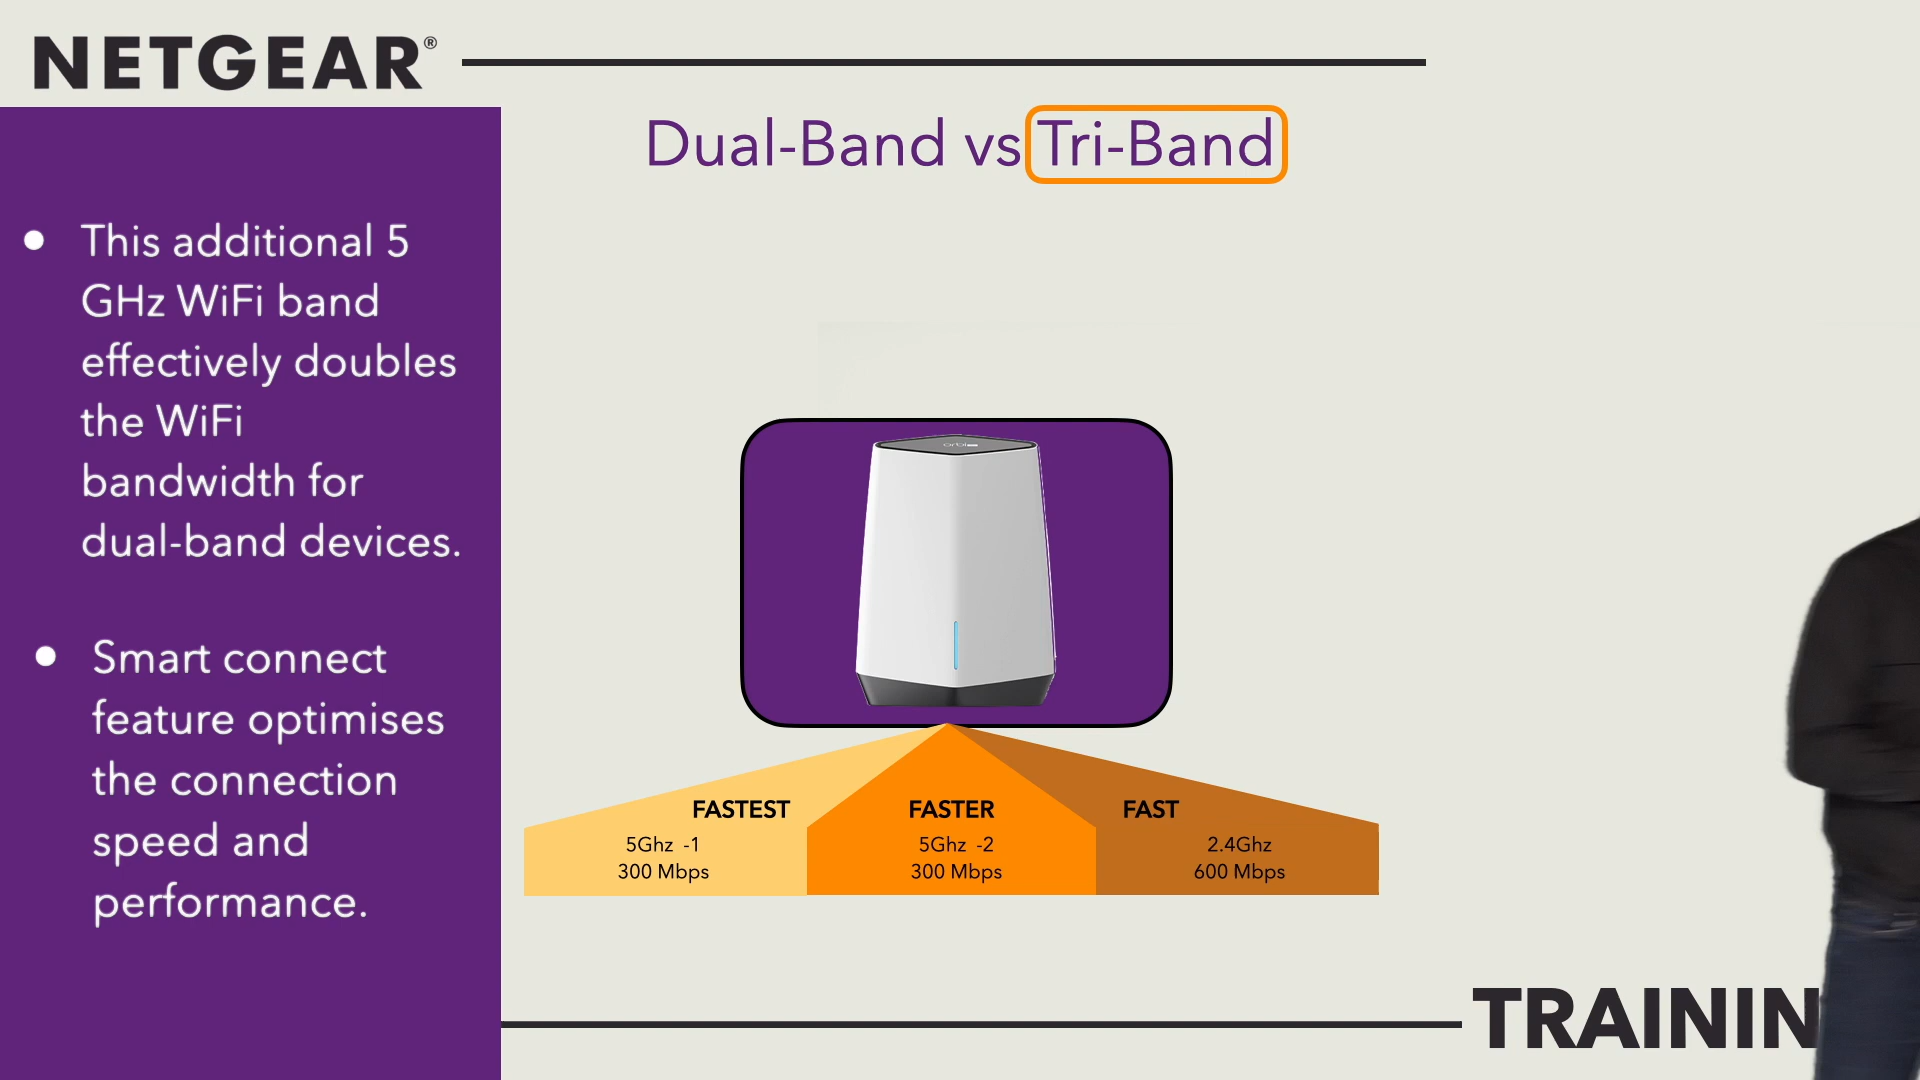 NETGEAR®
Dual-Band vs Tri-Band
• This additional 5
GHz WiFi band
effectively doubles
the WiFi
bandwidth for
dual-band devices.
• Smart connect
feature optimises
the connection
speed and
performance.
orbi
FASTEST
5Ghz -1
300 Mbps
FASTER
5Ghz -2
300 Mbps
FAST
2.4Ghz
600 Mbps
TRAININ